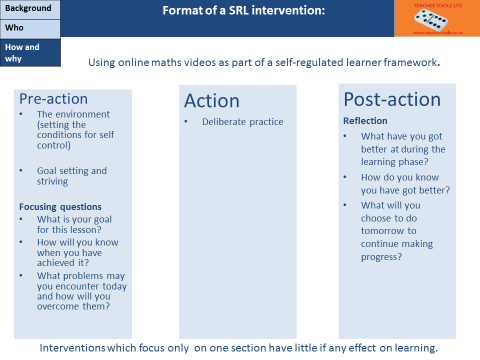 Background
Who
How and
why
Format of a SRL intervention:
TEACHER TOOLS LTD
Using online maths videos as part of a self-regulated learner framework.
Pre-action
• The environment
(setting the
conditions for self
control)
• Goal setting and
striving
Focusing questions
• What is your goal
for this lesson?
• How will you know
when you have
achieved it?
• What problems may
you encounter today
and how will you
overcome them?
Action
• Deliberate practice
Post-action
Reflection
• What have you got
better at during the
learning phase?
• How do you know
you have got better?
• What will you
choose to do
tomorrow to
continue making
progress?
Interventions which focus only on one section have little if any effect on learning.